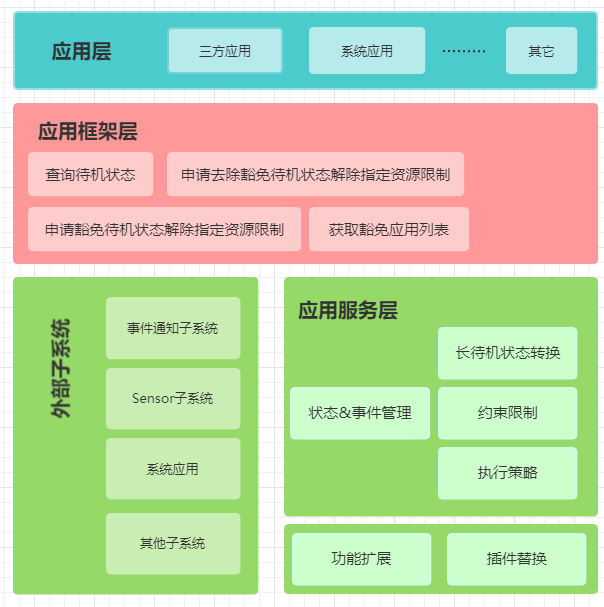 应用层
三方应用
系统应用
·········
其它
应用框架层
查询待机状态
申请去除豁免待机状态解除指定资源限制
申请豁免待机状态解除指定资源限制
获取豁免应用列表
外部子系统
事件通知子系统
Sensor子系统
系统应用
其他子系统
应用服务层
长待机状态转换
状态&事件管理
约束限制
执行策略
功能扩展
插件替换